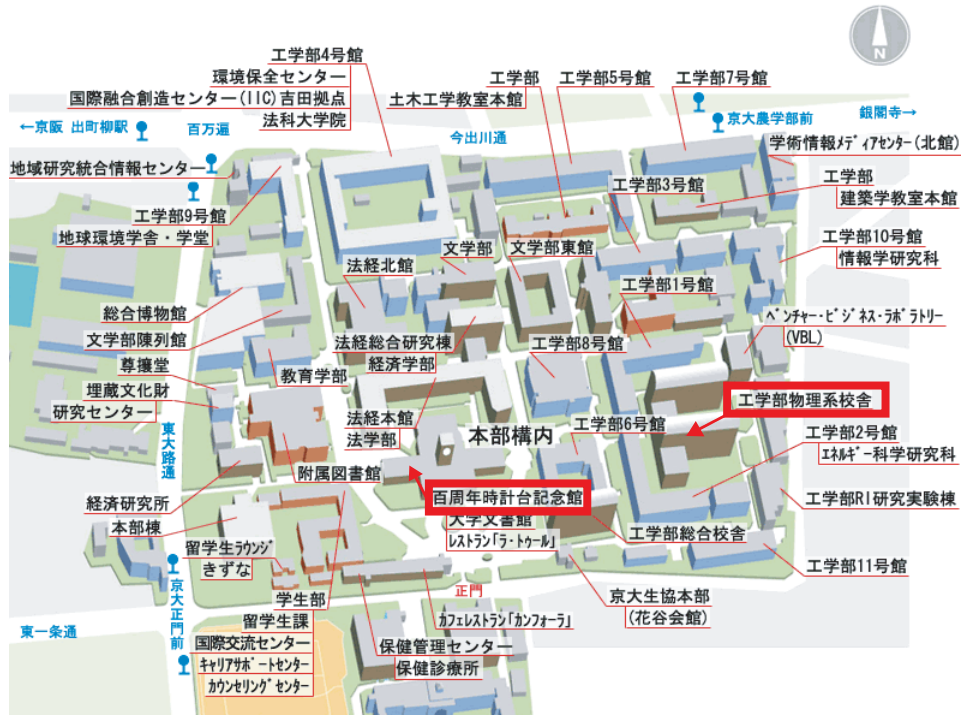 N
工学部4号館
環境保全センター
国際融合創造センター(IIC)吉田拠点
法科大学院
工学部
土木工学教室本館
工学部5号館
工学部7号館
←京阪 出町柳駅
百万遍
今出川通
京大農学部前
銀閣寺→
学術情報ﾒﾃﾞｨｱセンター(北館)
地域研究統合情報センター
工学部3号館
工学部
建築学教室本館
工学部9号館
地球環境学舎・学堂
文学部
文学部東館
工学部10号館
情報学研究科
法経北館
工学部1号館
総合博物館
文学部陳列館
法経総合研究棟
経済学部
工学部8号館
ﾍﾞﾝﾁｬｰ・ﾋﾞｼﾞﾈｽ・ﾗﾎﾞﾗﾄﾘｰ
(VBL)
尊攘堂
教育学部
埋蔵文化財
研究センター
工学部物理系校舎
法経本館
法学部
本部構内
工学部6号館
東大路通
工学部2号館
ｴﾈﾙｷﾞｰ科学研究科
附属図書館
百周年時計台記念館
大学文書館
ﾚｽﾄﾗﾝ｢ﾗ・ﾄゥｰﾙ｣
経済研究所
本部棟
工学部RI研究実験棟
工学部総合校舎
留学生ﾗｳﾝｼﾞ
きずな
工学部11号館
京大正門前
正門
学生部
留学生課
国際交流センター
ｷｬﾘｱｻﾎﾟｰﾄｾﾝﾀｰ
ｶｳﾝｾﾘﾝｸﾞｾﾝﾀｰ
ｶﾌｪﾚｽﾄﾗﾝ｢ｶﾝﾌｫｰﾗ｣
京大生協本部
(花谷会館)
東一条通
保健管理センター
保健診療所